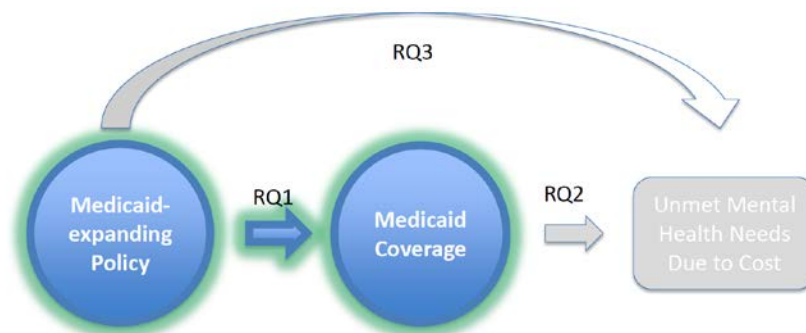 RQ3
RQ1
RQ2
Medicaid-
expanding
Policy
Medicaid
Coverage
Unmet Mental
Health Needs
Due to Cost